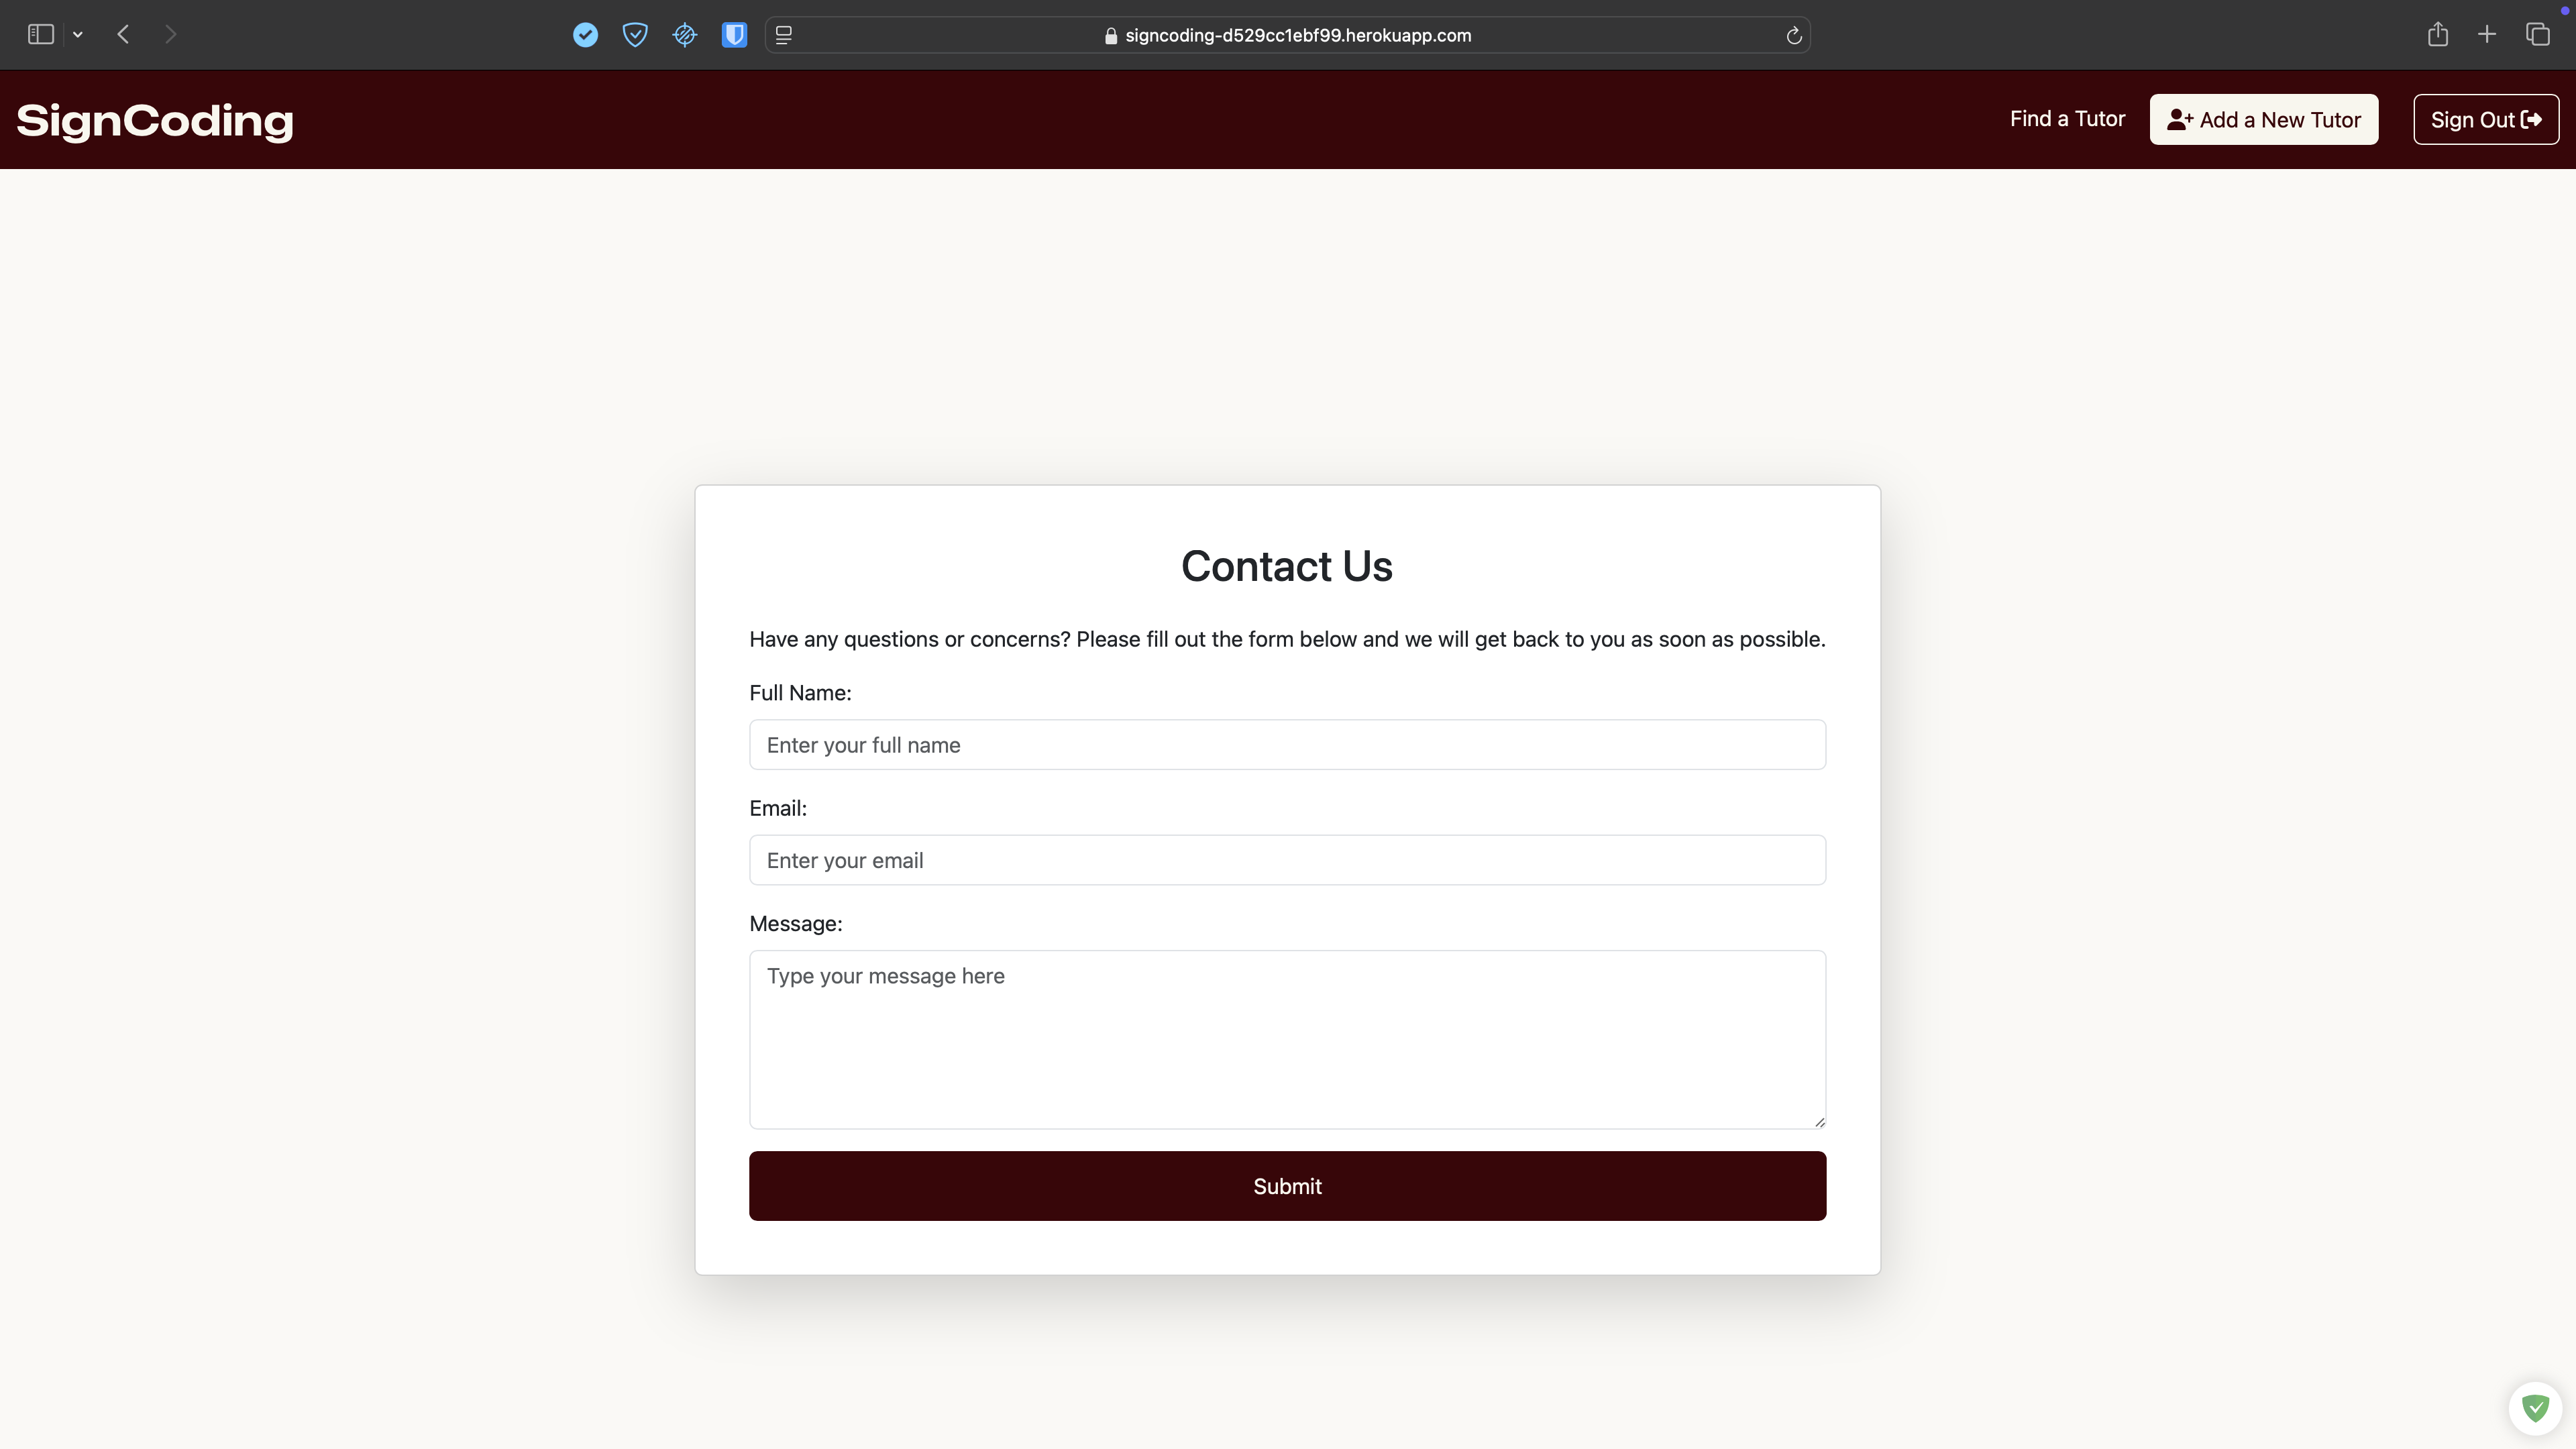 signcoding-d529cc1ebf99.herokuapp.com
SignCoding
Find a Tutor
Add a New Tutor
Sign Out
Contact Us
Have any questions or concerns? Please fill out the form below and we will get back to you as soon as possible.
Full Name:
Enter your full name
Email:
Enter your email
Message:
Type your message here
Submit